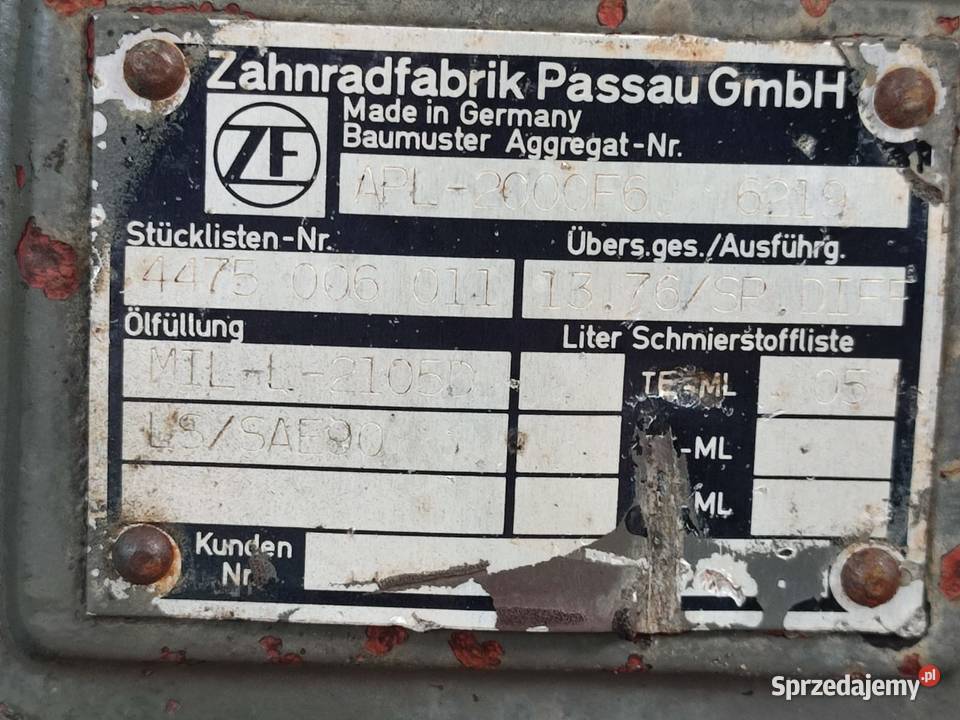 Zahnradfabrik Passau GmbH
ZF
Made in Germany
Baumuster Aggregat-Nr.
APL-2000F6. 6219
Stücklisten-Nr. Übers.ges./Ausführg.
4475 006 011 13.76/SP.DIFF
Ölfüllung Liter Schmierstoffliste
MIL-L-2105D TE-ML 05
LS/SAE90 -ML
ML
Kunden
Nr.
Sprzedajemy.pl